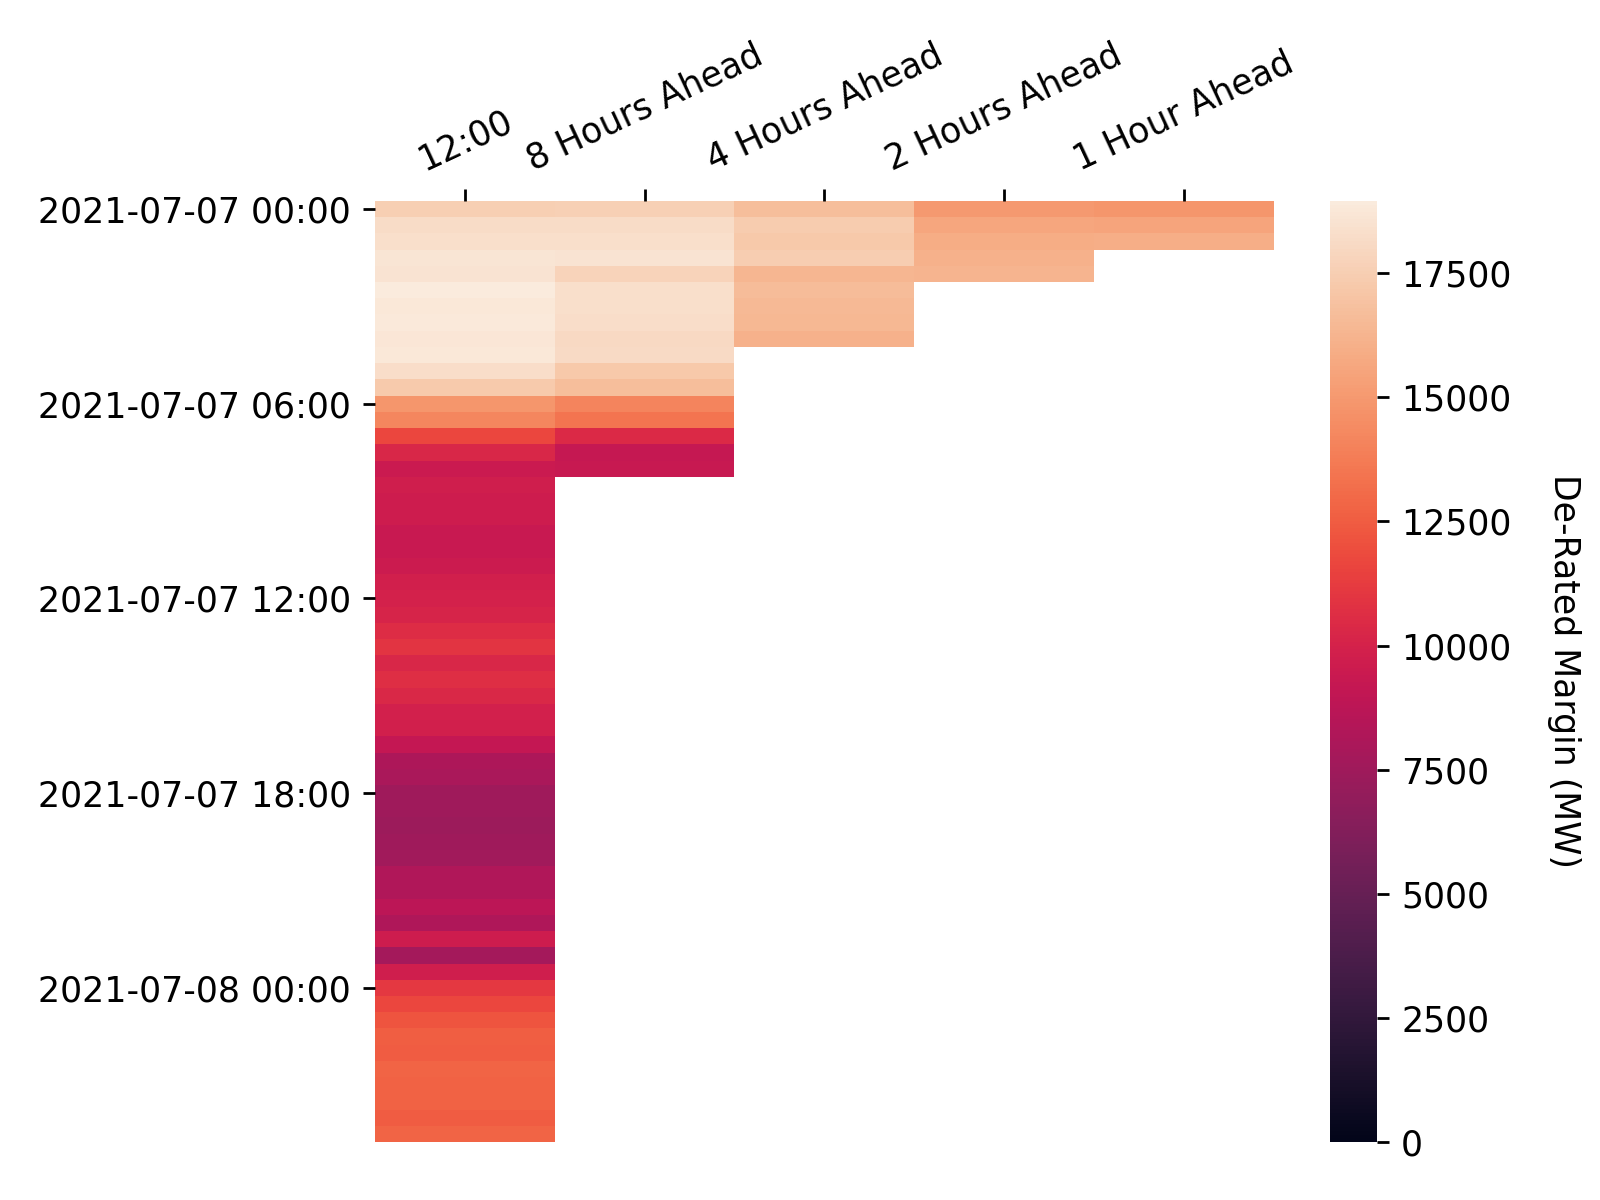 12:00
8 Hours Ahead
4 Hours Ahead
2 Hours Ahead
1 Hour Ahead
2021-07-07 00:00
2021-07-07 06:00
2021-07-07 12:00
2021-07-07 18:00
2021-07-08 00:00
17500
15000
12500
10000
7500
5000
2500
0
De-Rated Margin (MW)